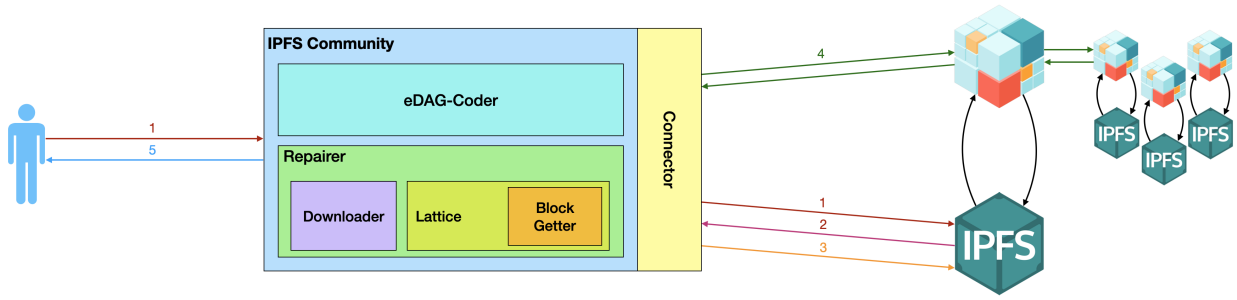 IPFS Community
eDAG-Coder
Repairer
Downloader
Lattice
Block
Getter
Connector
1
5
4
1
2
3
IPFS
IPFS
IPFS
IPFS